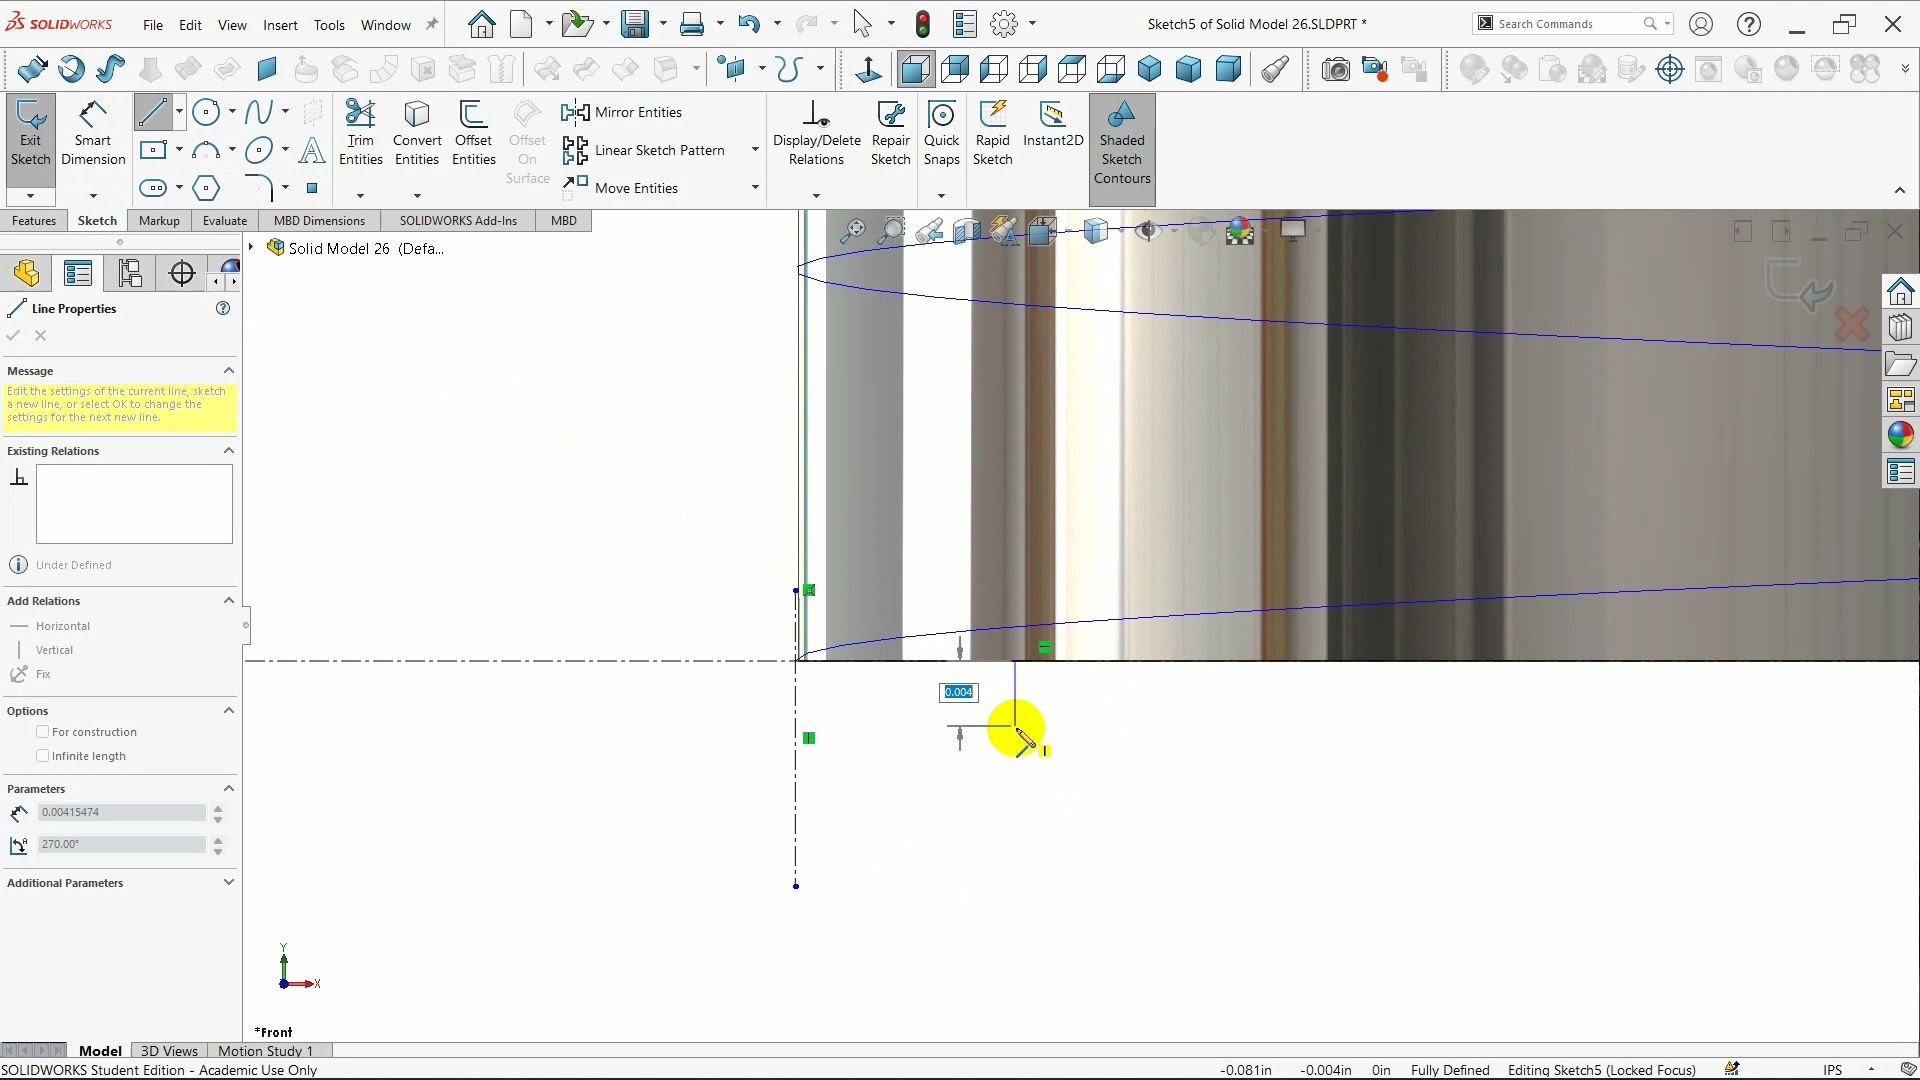 SOLIDWORKS
File Edit View Insert Tools Window
Sketch5 of Solid Model 26.SLDPRT *
Search Commands
Exit Sketch
Smart Dimension
Trim Entities
Convert Entities
Offset Entities
Offset On Surface
Mirror Entities
Linear Sketch Pattern
Move Entities
Display/Delete Relations
Repair Sketch
Quick Snaps
Rapid Sketch
Instant2D
Shaded Sketch Contours
Features Sketch Markup Evaluate MBD Dimensions SOLIDWORKS Add-Ins MBD
Solid Model 26 (Defa...
Line Properties
Message
Edit the settings of the current line, sketch
a new line, or select OK to change the
settings for the next new line.
Existing Relations
Under Defined
Add Relations
Horizontal
Vertical
Fix
Options
For construction
Infinite length
Parameters
0.00415474
270.00°
Additional Parameters
0.004
Y
X
*Front
Model 3D Views Motion Study 1
SOLIDWORKS Student Edition - Academic Use Only
-0.081in -0.004in 0in Fully Defined Editing Sketch5 (Locked Focus) IPS